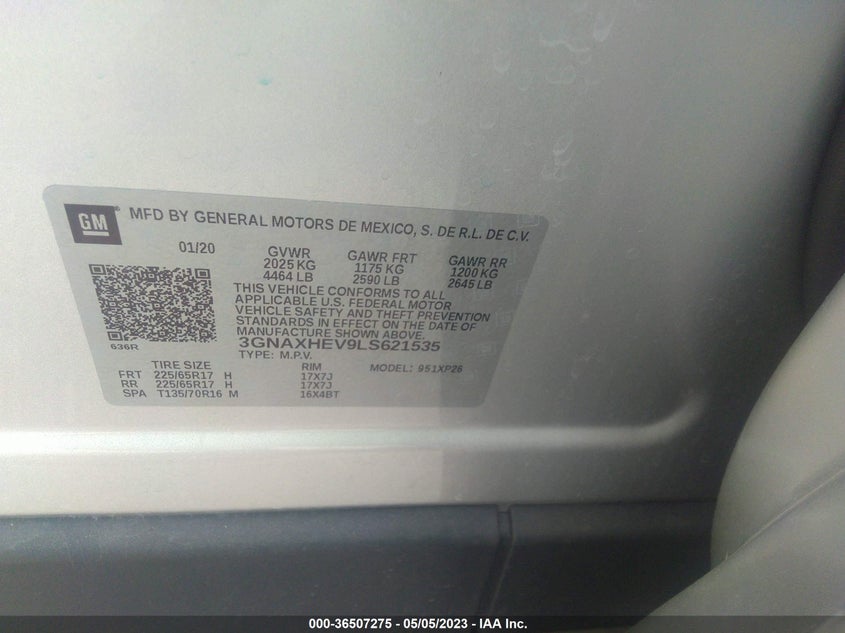 GM
MFD BY GENERAL MOTORS DE MEXICO, S. DE R.L. DE C.V.
01/20
GVWR
2025 KG
4464 LB
GAWR FRT
1175 KG
2590 LB
GAWR RR
1200 KG
2645 LB
THIS VEHICLE CONFORMS TO ALL
APPLICABLE U.S. FEDERAL MOTOR
VEHICLE SAFETY AND THEFT PREVENTION
STANDARDS IN EFFECT ON THE DATE OF
MANUFACTURE SHOWN ABOVE.
636R
3GNAXHEV9LS621535
TYPE: M.P.V.
MODEL: 951XP26
TIRE SIZE RIM
FRT 225/65R17 H 17X7J
RR 225/65R17 H 17X7J
SPA T135/70R16 M 16X4BT
000-36507275 - 05/05/2023 - IAA Inc.